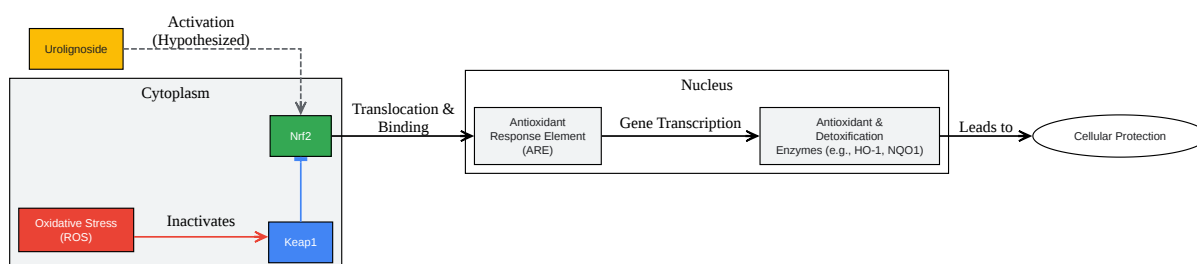 Urolignoside
Activation
(Hypothesized)
Cytoplasm
Nrf2
Translocation &
Binding
Nucleus
Antioxidant
Response Element
(ARE)
Gene Transcription
Antioxidant &
Detoxification
Enzymes (e.g., HO-1, NQO1)
Leads to
Cellular Protection
Oxidative Stress
(ROS)
Inactivates
Keap1